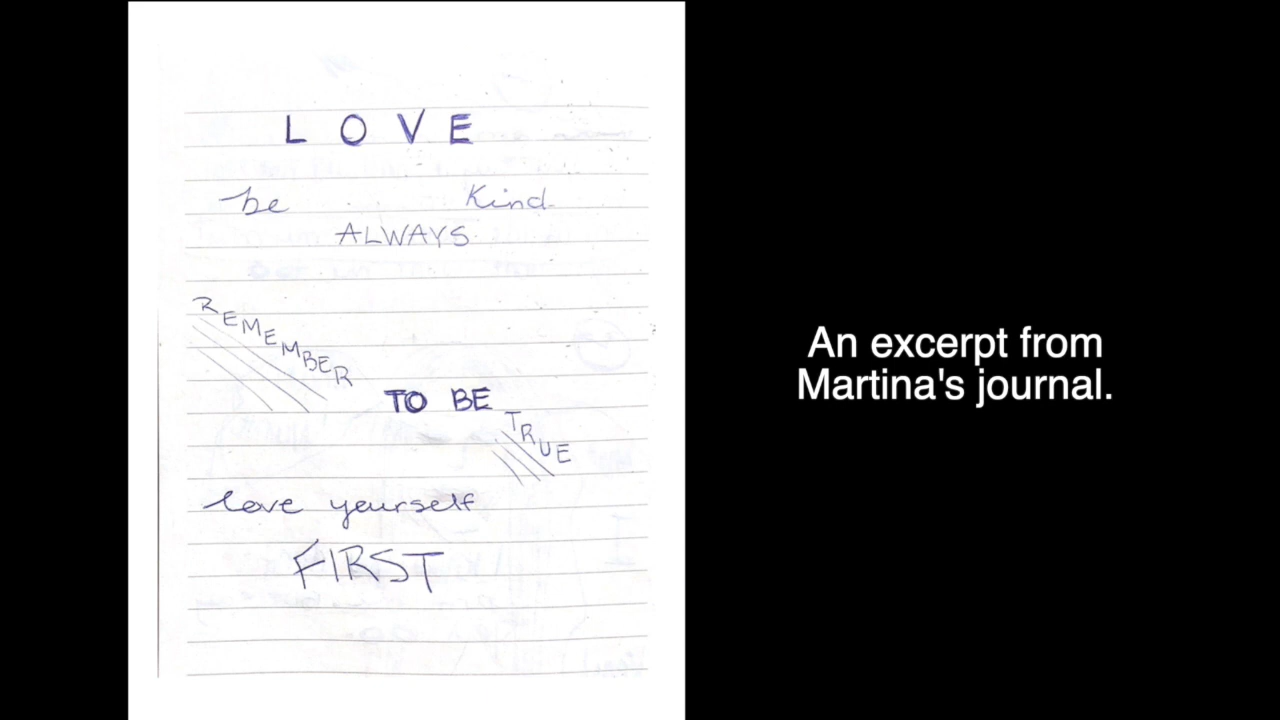 LOVE
be kind
ALWAYS
REMEMBER
TO BE
TRUE
love yourself
FIRST
An excerpt from
Martina's journal.